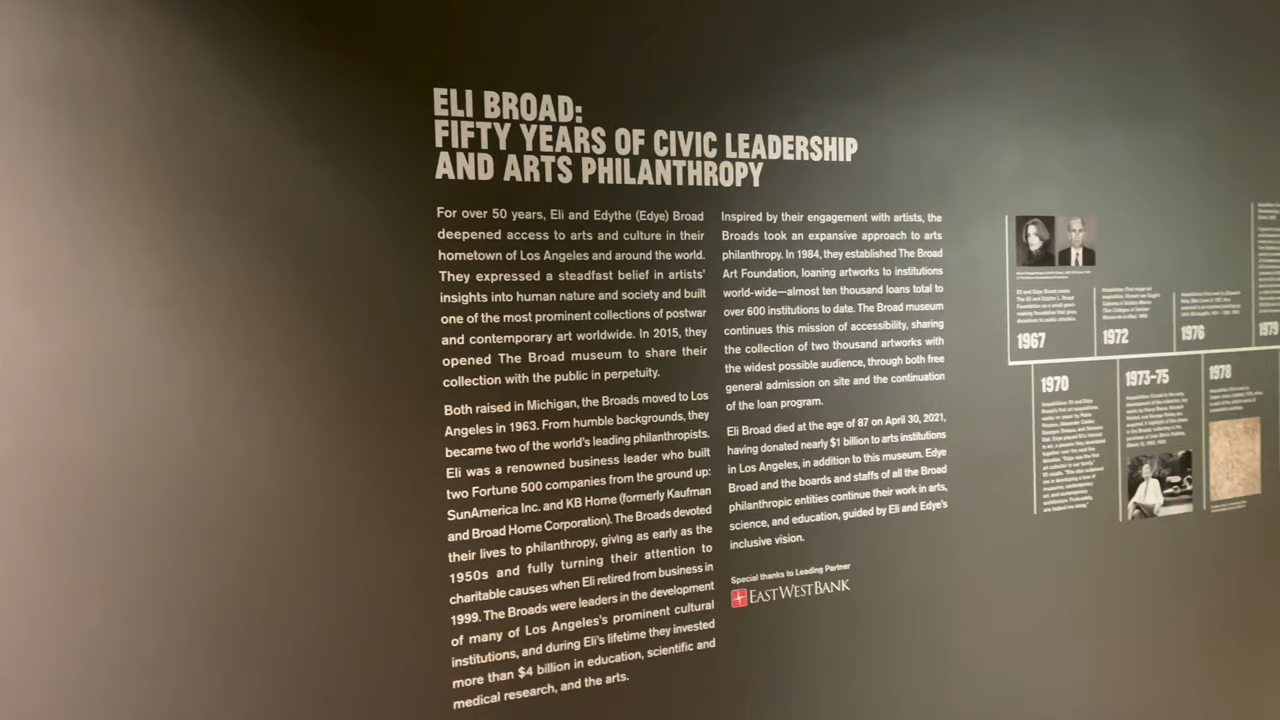 ELI BROAD:
FIFTY YEARS OF CIVIC LEADERSHIP
AND ARTS PHILANTHROPY
For over 50 years, Eli and Edythe (Edye) Broad
deepened access to arts and culture in their
hometown of Los Angeles and around the world.
They expressed a steadfast belief in artists'
insights into human nature and society and built
one of the most prominent collections of postwar
and contemporary art worldwide. In 2015, they
opened The Broad museum to share their
collection with the public in perpetuity.
Both raised in Michigan, the Broads moved to Los
Angeles in 1963. From humble backgrounds, they
became two of the world's leading philanthropists.
Eli was a renowned business leader who built
two Fortune 500 companies from the ground up:
SunAmerica Inc. and KB Home (formerly Kaufman
and Broad Home Corporation). The Broads devoted
their lives to philanthropy, giving as early as the
1950s and fully turning their attention to
charitable causes when Eli retired from business in
1999. The Broads were leaders in the development
of many of Los Angeles's prominent cultural
institutions, and during Eli's lifetime they invested
more than $4 billion in education, scientific and
medical research, and the arts.
Inspired by their engagement with artists, the
Broads took an expansive approach to arts
philanthropy. In 1984, they established The Broad
Art Foundation, loaning artworks to institutions
world-wide—almost ten thousand loans total to
over 600 institutions to date. The Broad museum
continues this mission of accessibility, sharing
the collection of two thousand artworks with
the widest possible audience, through both free
general admission on site and the continuation
of the loan program.
Eli Broad died at the age of 87 on April 30, 2021,
having donated nearly $1 billion to arts institutions
in Los Angeles, in addition to this museum. Edye
Broad and the boards and staffs of all the Broad
philanthropic entities continue their work in arts,
science, and education, guided by Eli and Edye's
inclusive vision.
Special thanks to Leading Partner
EASTWESTBANK
1967
1972
1976
1979
1970
1973–75
1978